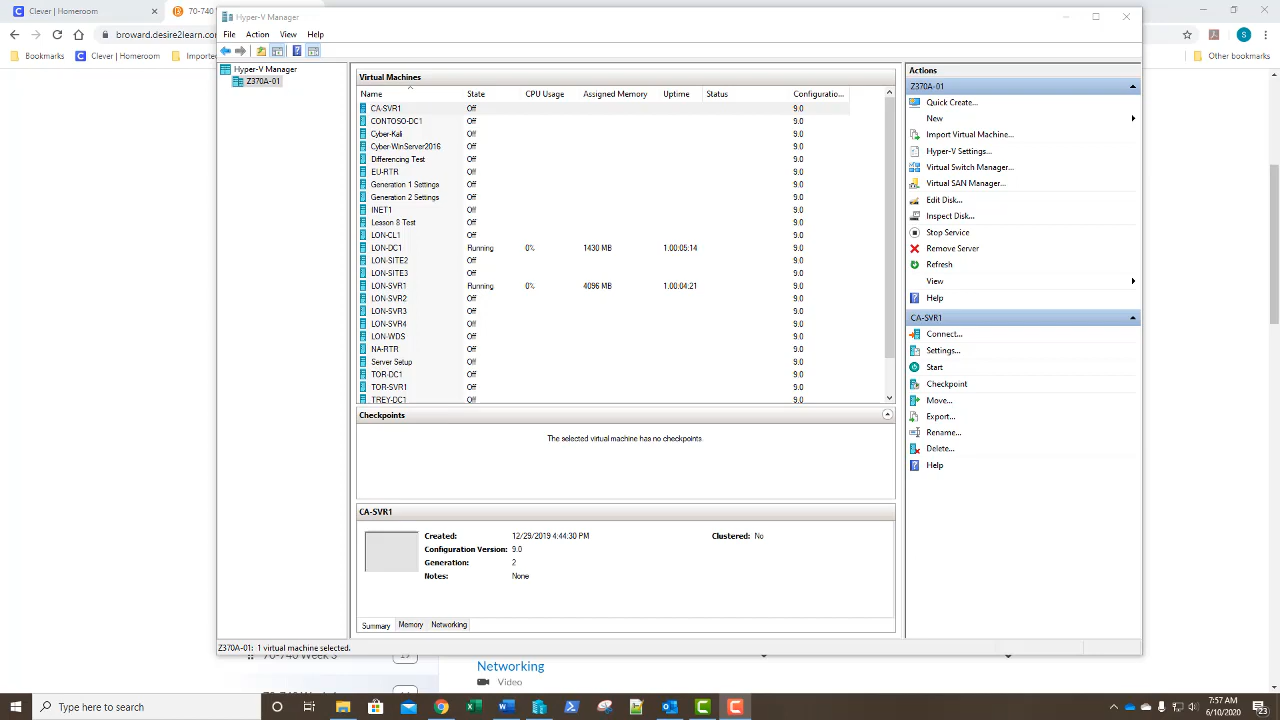 Clever | Homeroom
70-740
Hyper-V Manager
broward.desire2learn.com
Bookmarks
Clever | Homeroom
Other bookmarks
File Action View Help
Hyper-V Manager
Z370A-01
Virtual Machines
Name State CPU Usage Assigned Memory Uptime Status Configuratio...
CA-SVR1 Off 9.0
CONTOSO-DC1 Off 9.0
Cyber-Kali Off 9.0
Cyber-WinServer2016 Off 9.0
Differencing Test Off 9.0
EU-RTR Off 9.0
Generation 1 Settings Off 9.0
Generation 2 Settings Off 9.0
INET1 Off 9.0
Lesson 8 Test Off 9.0
LON-CL1 Off 9.0
LON-DC1 Running 0% 1430 MB 1.00:05:14 9.0
LON-SITE2 Off 9.0
LON-SITE3 Off 9.0
LON-SVR1 Running 0% 4096 MB 1.00:04:21 9.0
LON-SVR2 Off 9.0
LON-SVR3 Off 9.0
LON-SVR4 Off 9.0
LON-WDS Off 9.0
NA-RTR Off 9.0
Server Setup Off 9.0
TOR-DC1 Off 9.0
TOR-SVR1 Off 9.0
TREY-DC1 Off 9.0
Checkpoints
The selected virtual machine has no checkpoints
CA-SVR1
Created: 12/29/2019 4:44:30 PM Clustered: No
Configuration Version: 9.0
Generation: 2
Notes: None
Summary Memory Networking
Actions
Z370A-01
Quick Create...
New
Import Virtual Machine...
Hyper-V Settings...
Virtual Switch Manager...
Virtual SAN Manager...
Edit Disk...
Inspect Disk...
Stop Service
Remove Server
Refresh
View
Help
CA-SVR1
Connect...
Settings...
Start
Checkpoint
Move...
Export...
Rename...
Delete...
Help
Z370A-01: 1 virtual machine selected.
Networking
Video
Type here to search
7:57 AM
6/10/2020
23